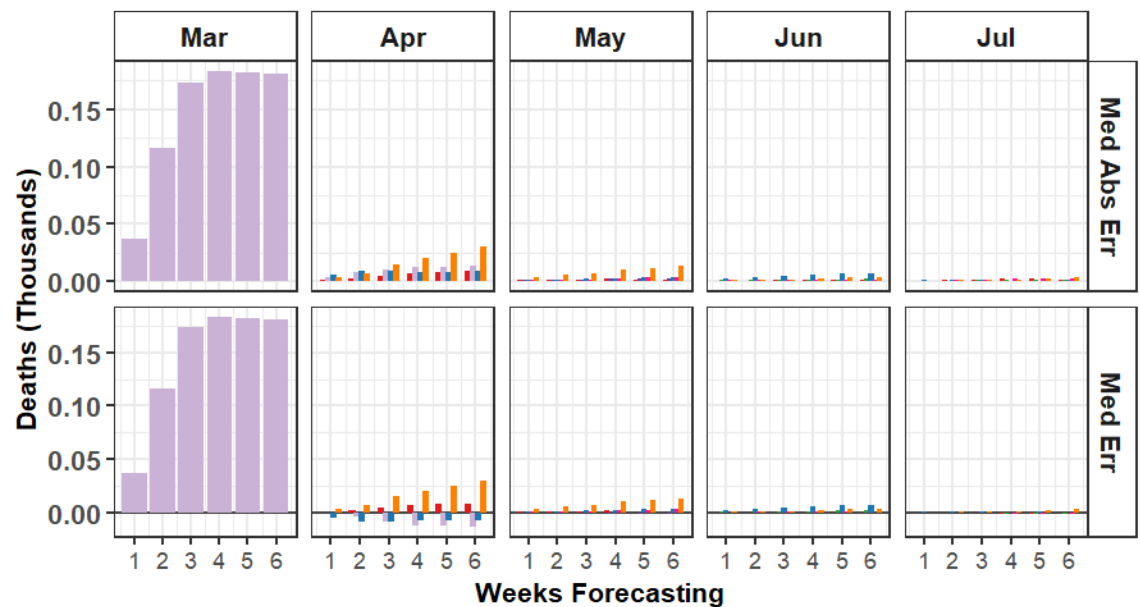 Mar Apr May Jun Jul
0.15
0.10
0.05
0.00
Med Abs Err
0.15
0.10
0.05
0.00
Med Err
Deaths (Thousands)
1 2 3 4 5 6 1 2 3 4 5 6 1 2 3 4 5 6 1 2 3 4 5 6 1 2 3 4 5 6
Weeks Forecasting